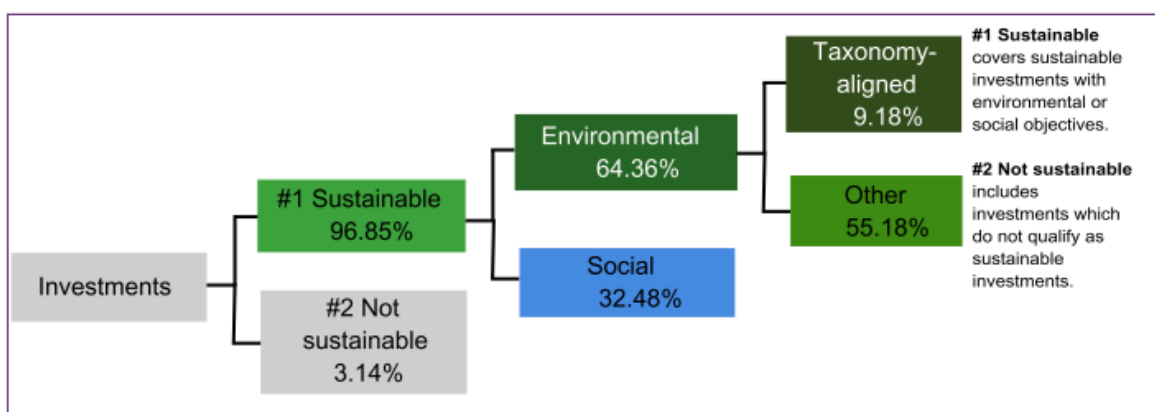 Investments
#1 Sustainable
96.85%
#2 Not
sustainable
3.14%
Environmental
64.36%
Social
32.48%
Taxonomy-
aligned
9.18%
Other
55.18%
#1 Sustainable
covers sustainable
investments with
environmental or
social objectives.
#2 Not sustainable
includes
investments which
do not qualify as
sustainable
investments.